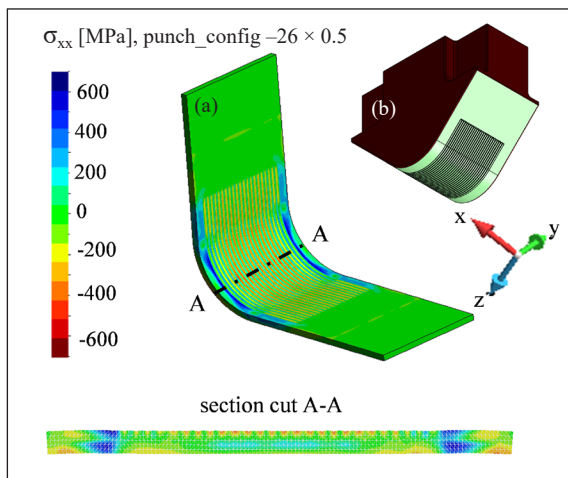 σxx [MPa], punch_config –26 × 0.5
600
400
200
0
-200
-400
-600
(a)
(b)
A
A
x
y
z
section cut A-A